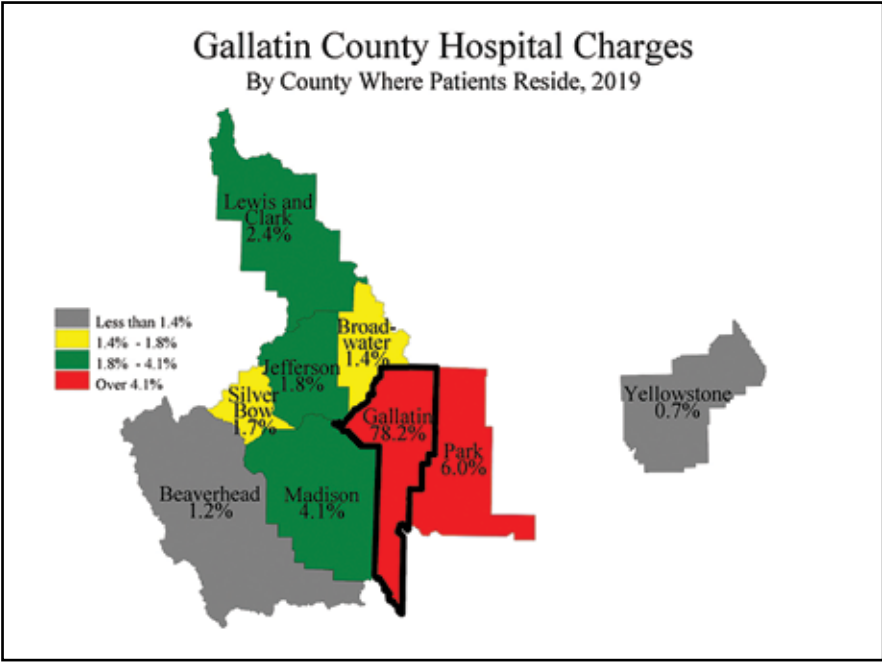 Gallatin County Hospital Charges
By County Where Patients Reside, 2019
Lewis and
Clark
2.4%
Less than 1.4%
1.4% - 1.8%
1.8% - 4.1%
Over 4.1%
Broad-
water
1.4%
Jefferson
1.8%
Silver
Bow
1.7%
Gallatin
78.2%
Park
6.0%
Yellowstone
0.7%
Beaverhead
1.2%
Madison
4.1%